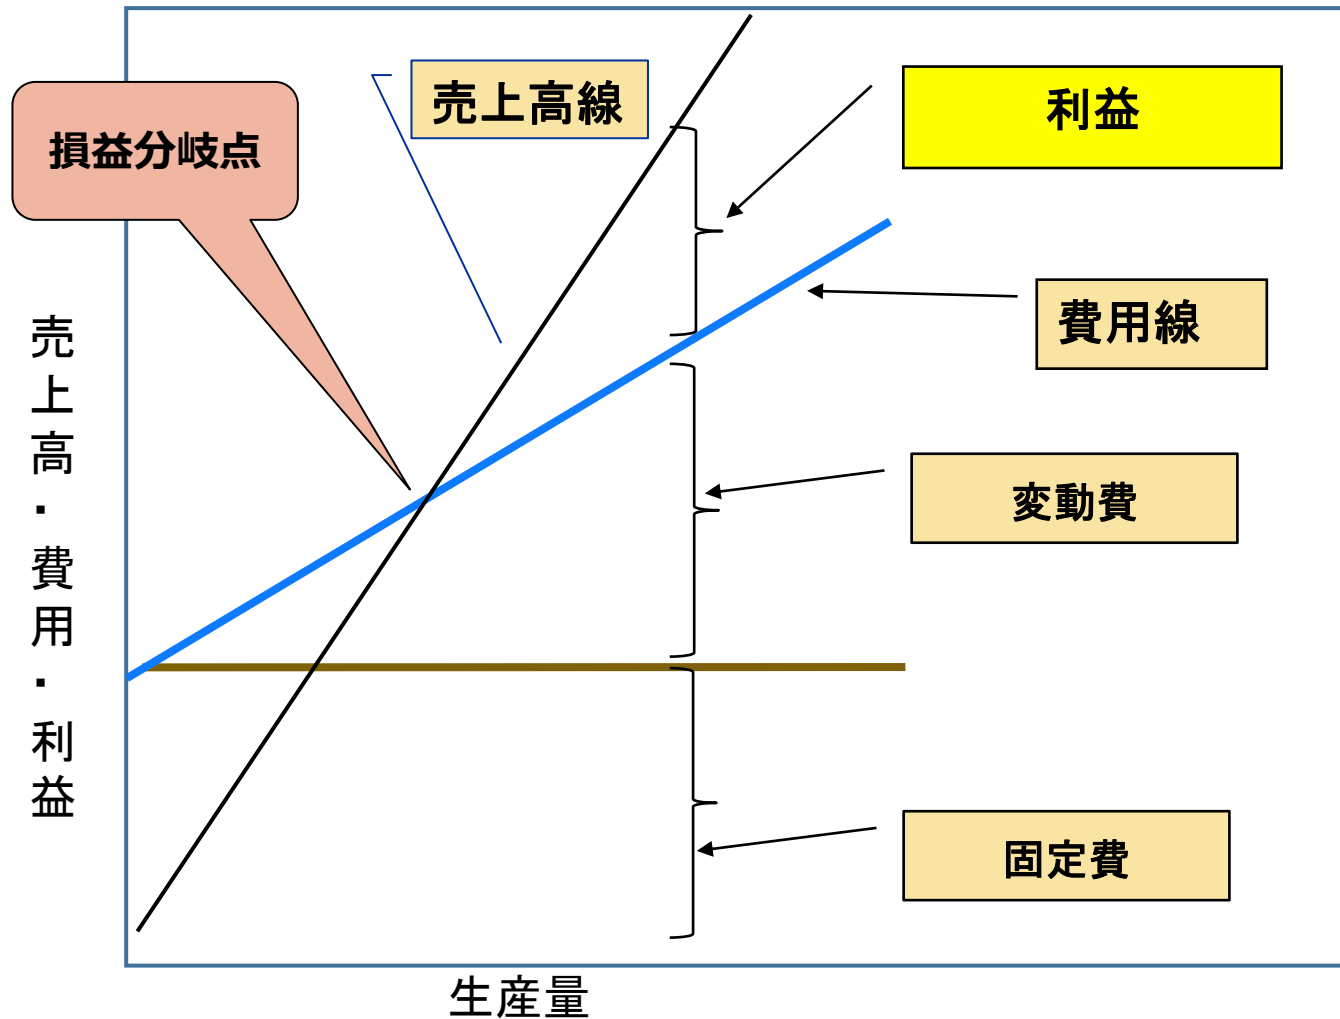 売上高線
利益
損益分岐点
費用線
売上高・費用・利益
変動費
固定費
生産量